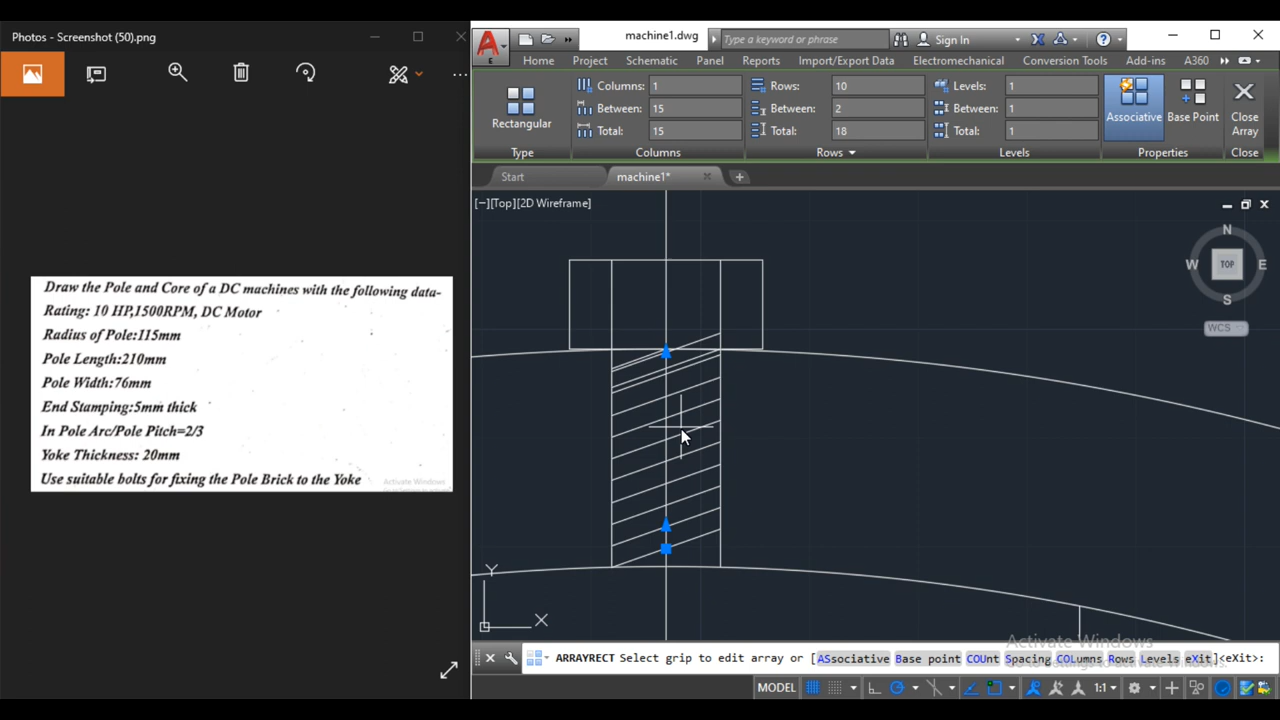 Photos - Screenshot (50).png
machine1.dwg
Type a keyword or phrase
Sign In
E
Home Project Schematic Panel Reports Import/Export Data Electromechanical Conversion Tools Add-ins A360
Rectangular
Columns: 1
Between: 15
Total: 15
Rows: 10
Between: 2
Total: 18
Levels: 1
Between: 1
Total: 1
Associative Base Point Close Array
Type Columns Rows Levels Properties Close
Start machine1*
[−][Top][2D Wireframe]
N
W TOP E
S
WCS
Draw the Pole and Core of a DC machines with the following data-
Rating: 10 HP,1500RPM, DC Motor
Radius of Pole:115mm
Pole Length:210mm
Pole Width:76mm
End Stamping:5mm thick
In Pole Arc/Pole Pitch=2/3
Yoke Thickness: 20mm
Use suitable bolts for fixing the Pole Brick to the Yoke
Activate Windows
Y
X
Activate Windows
ARRAYRECT Select grip to edit array or [ASsociative Base point COUnt Spacing COLumns Rows Levels eXit]<eXit>:
MODEL 1:1